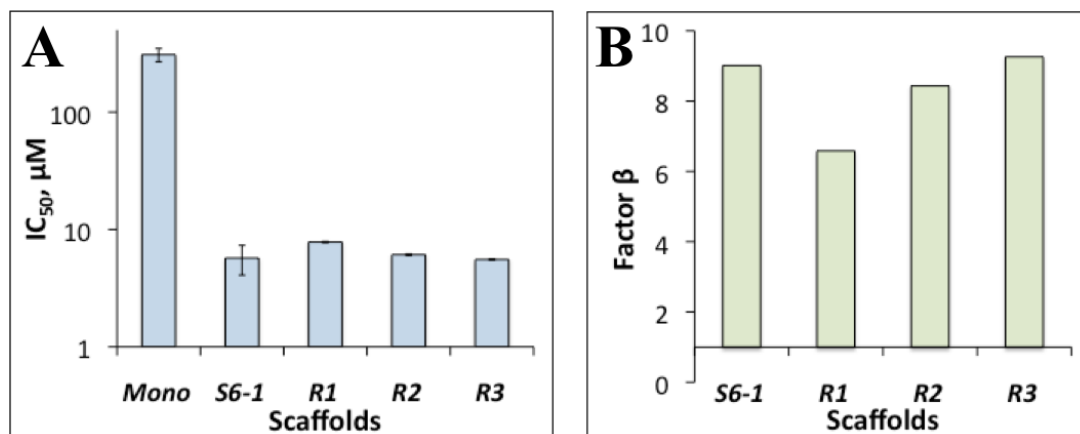 A
IC₅₀, µM
100
10
1
Mono S6-1 R1 R2 R3
Scaffolds
B
Factor β
10
8
6
4
2
0
S6-1 R1 R2 R3
Scaffolds